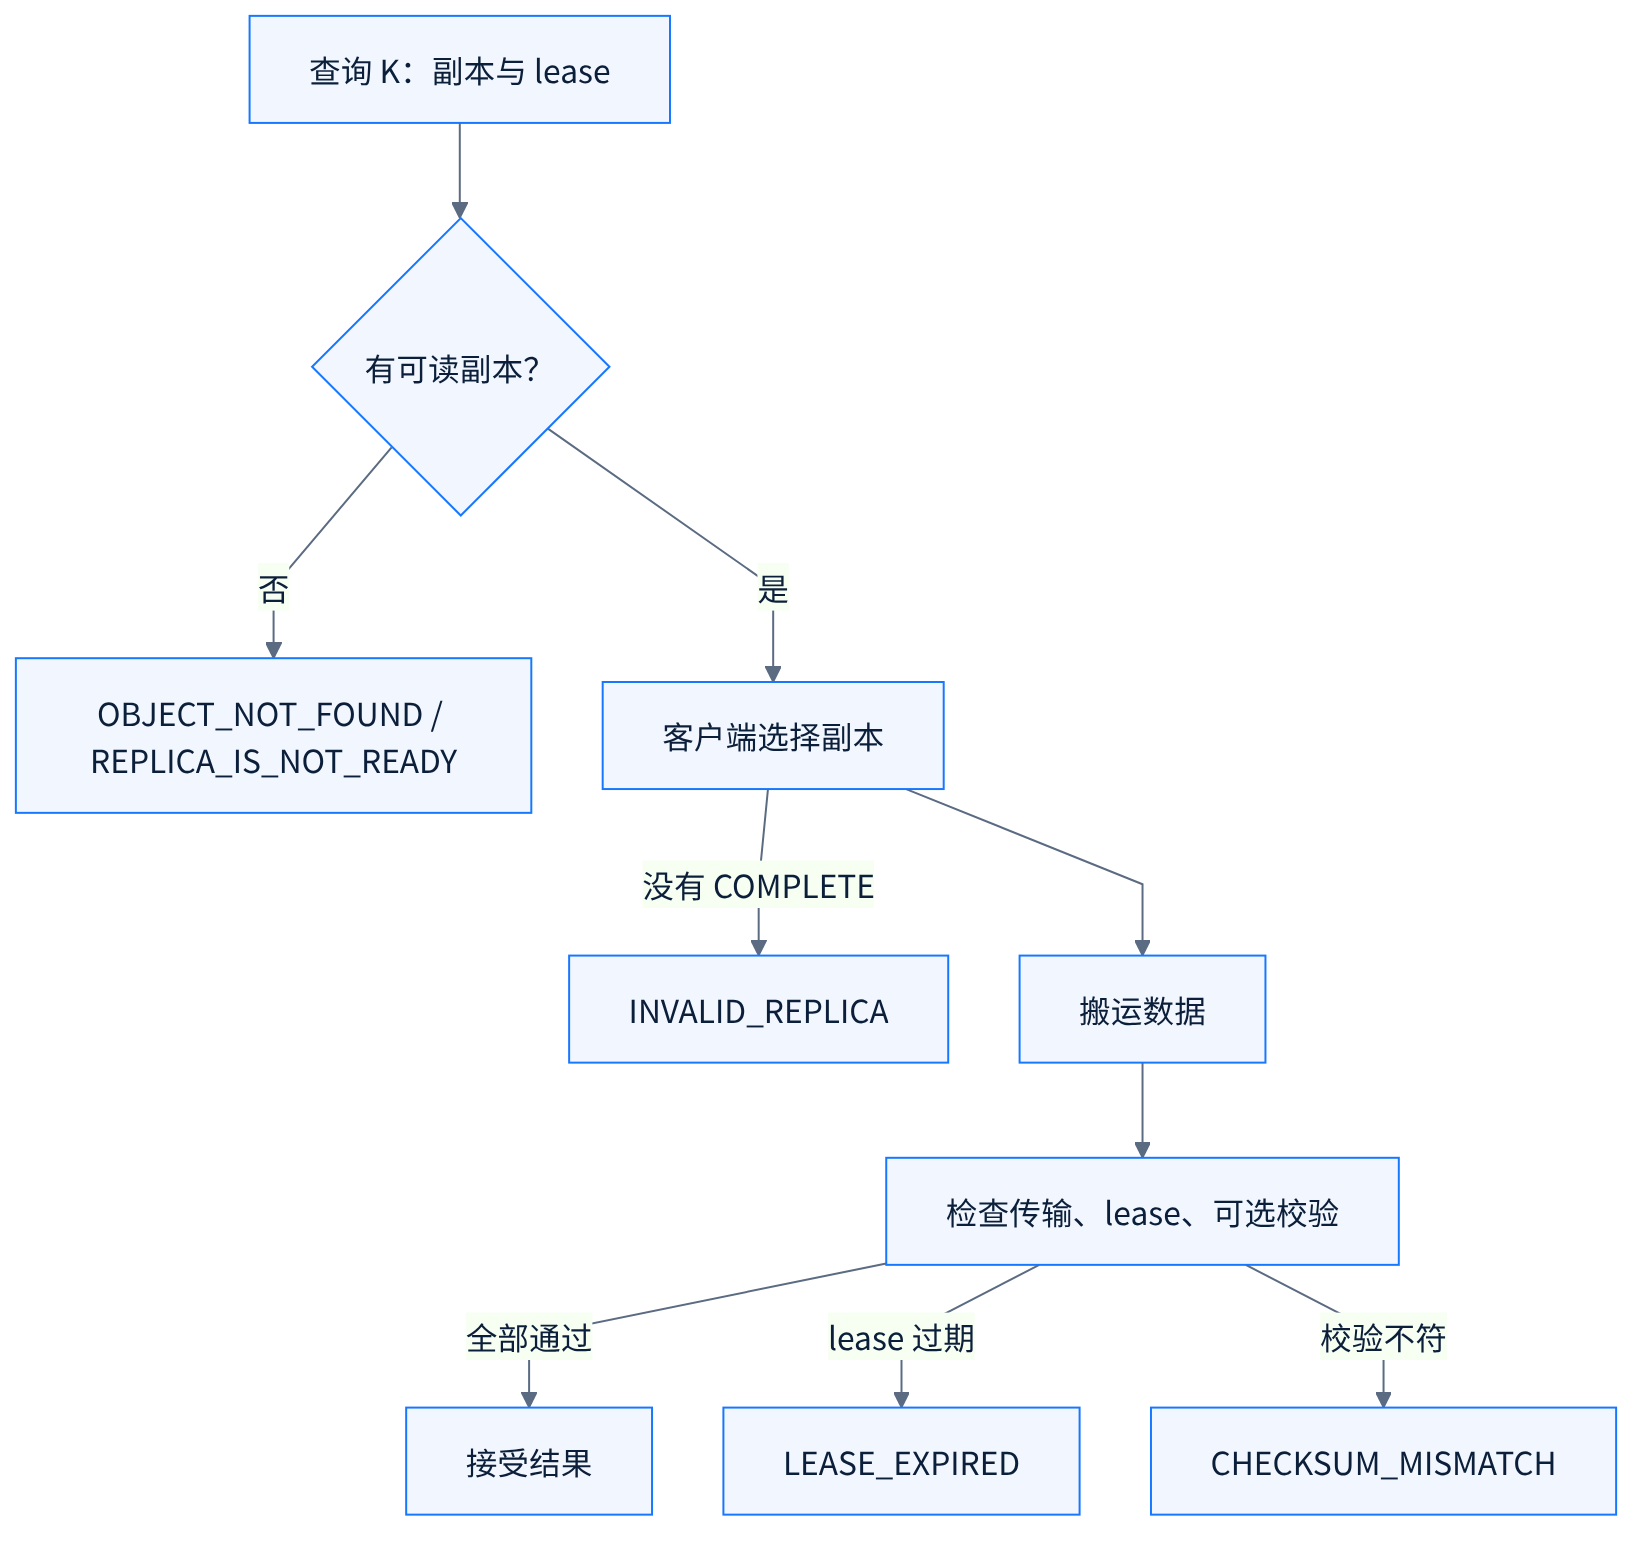 查询 K：副本与 lease
有可读副本？
否
是
OBJECT_NOT_FOUND /
REPLICA_IS_NOT_READY
客户端选择副本
没有 COMPLETE
INVALID_REPLICA
搬运数据
检查传输、lease、可选校验
全部通过
lease 过期
校验不符
接受结果
LEASE_EXPIRED
CHECKSUM_MISMATCH